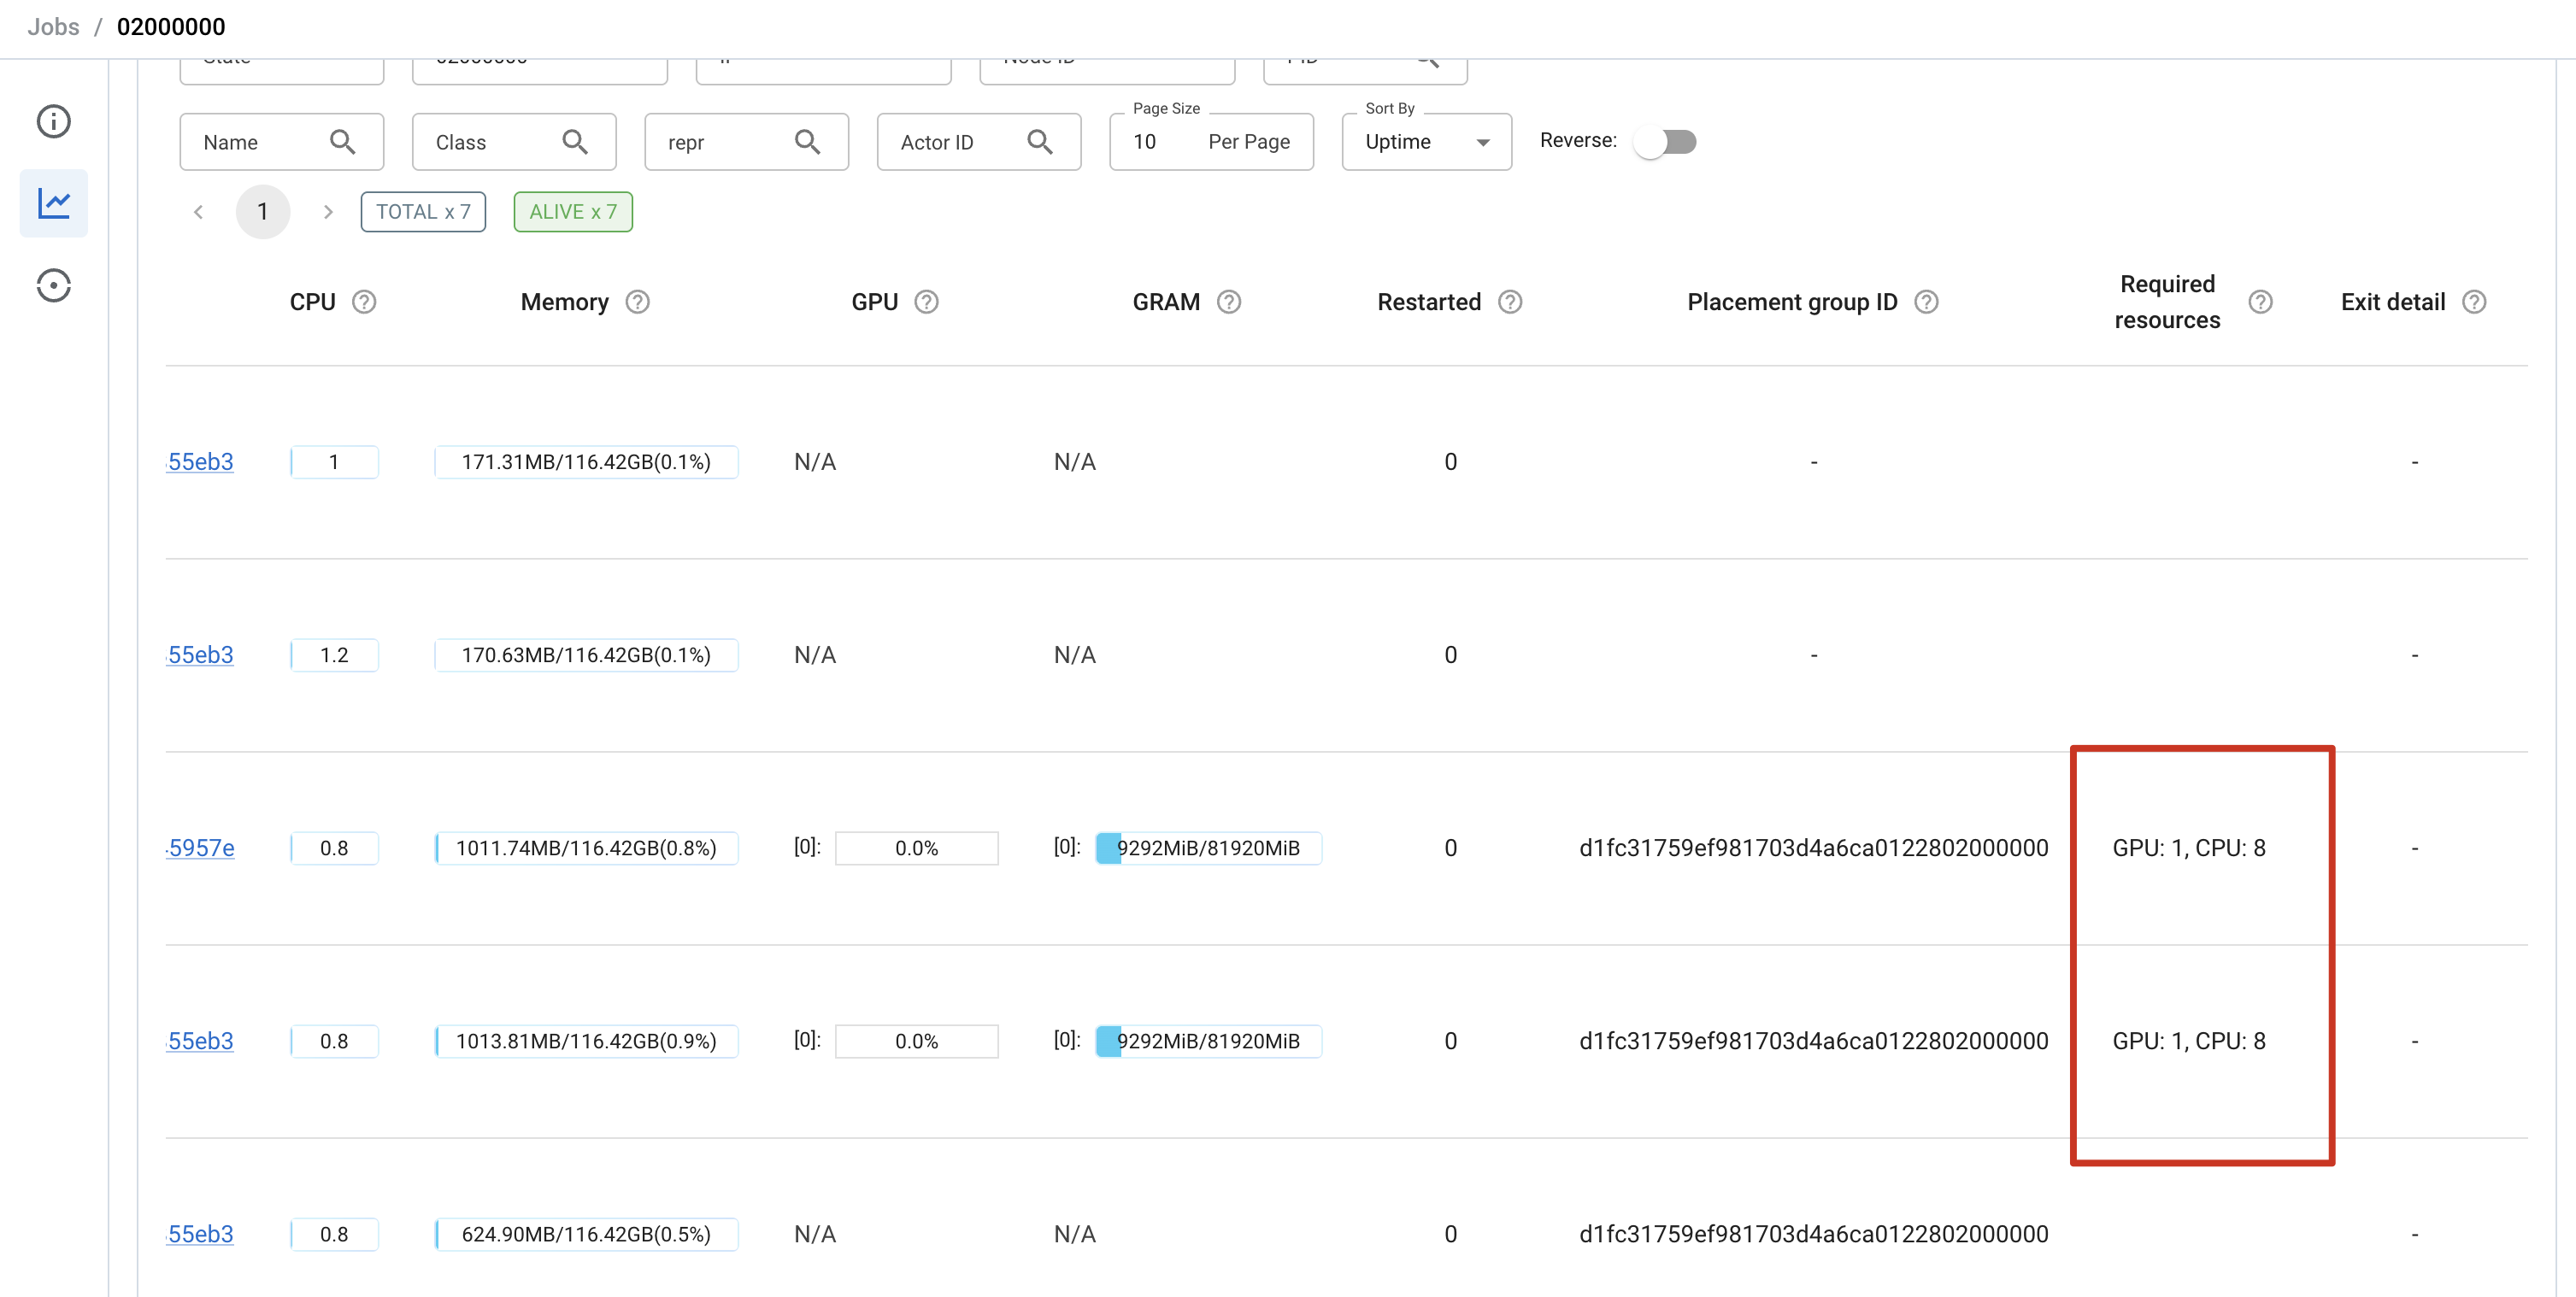 Jobs / 02000000
Name Class repr Actor ID Page Size 10 Per Page Sort By Uptime Reverse:
1 TOTAL x 7 ALIVE x 7
CPU Memory GPU GRAM Restarted Placement group ID Required resources Exit detail
55eb3 1 171.31MB/116.42GB(0.1%) N/A N/A 0 - -
55eb3 1.2 170.63MB/116.42GB(0.1%) N/A N/A 0 - -
5957e 0.8 1011.74MB/116.42GB(0.8%) [0]: 0.0% [0]: 9292MiB/81920MiB 0 d1fc31759ef981703d4a6ca0122802000000 GPU: 1, CPU: 8 -
55eb3 0.8 1013.81MB/116.42GB(0.9%) [0]: 0.0% [0]: 9292MiB/81920MiB 0 d1fc31759ef981703d4a6ca0122802000000 GPU: 1, CPU: 8 -
55eb3 0.8 624.90MB/116.42GB(0.5%) N/A N/A 0 d1fc31759ef981703d4a6ca0122802000000 -